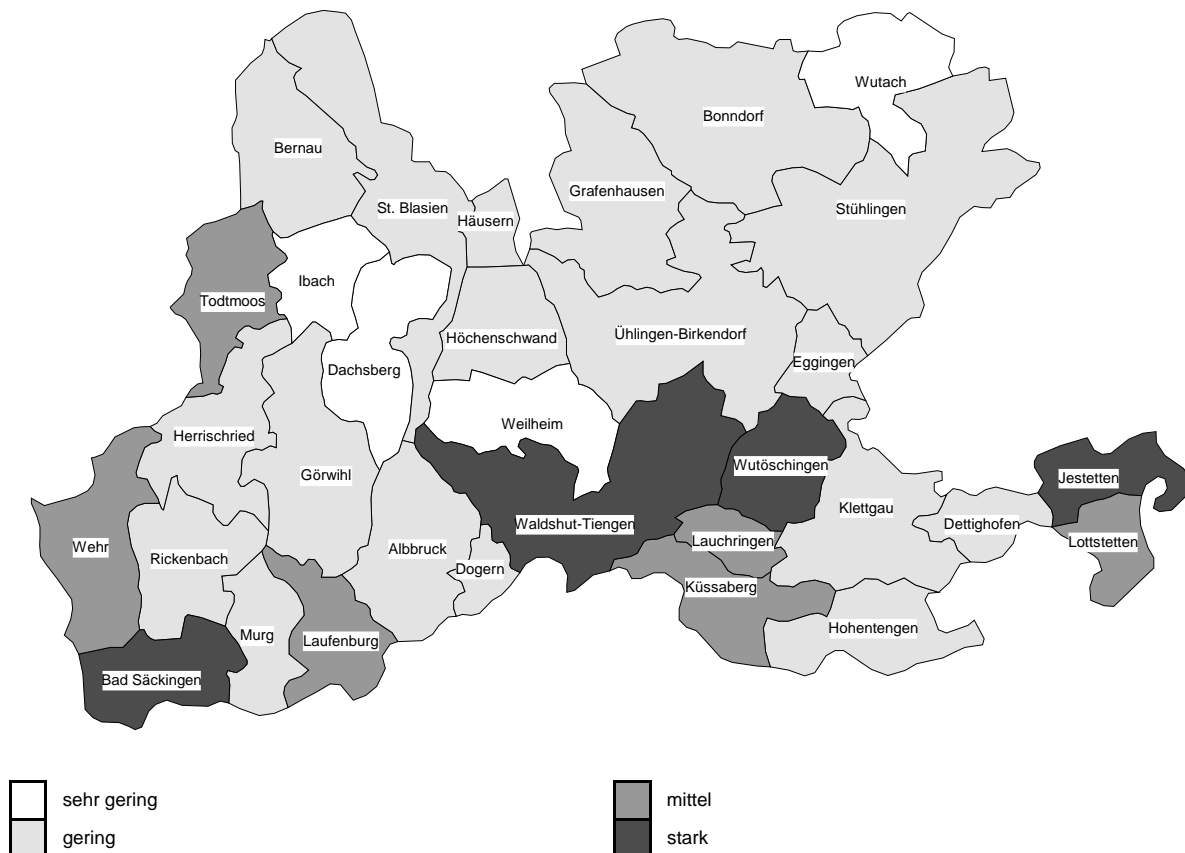 Wutach
Bonndorf
Bernau
Grafenhausen
St. Blasien
Stühlingen
Häusern
Ibach
Todtmoos
Ühlingen-Birkendorf
Höchenschwand
Eggingen
Dachsberg
Weilheim
Herrischried
Wutöschingen
Görwihl
Jestetten
Klettgau
Waldshut-Tiengen
Dettighofen
Lauchringen
Lottstetten
Wehr
Albbruck
Rickenbach
Dogern
Küssaberg
Hohentengen
Murg
Laufenburg
Bad Säckingen
sehr gering
mittel
gering
stark